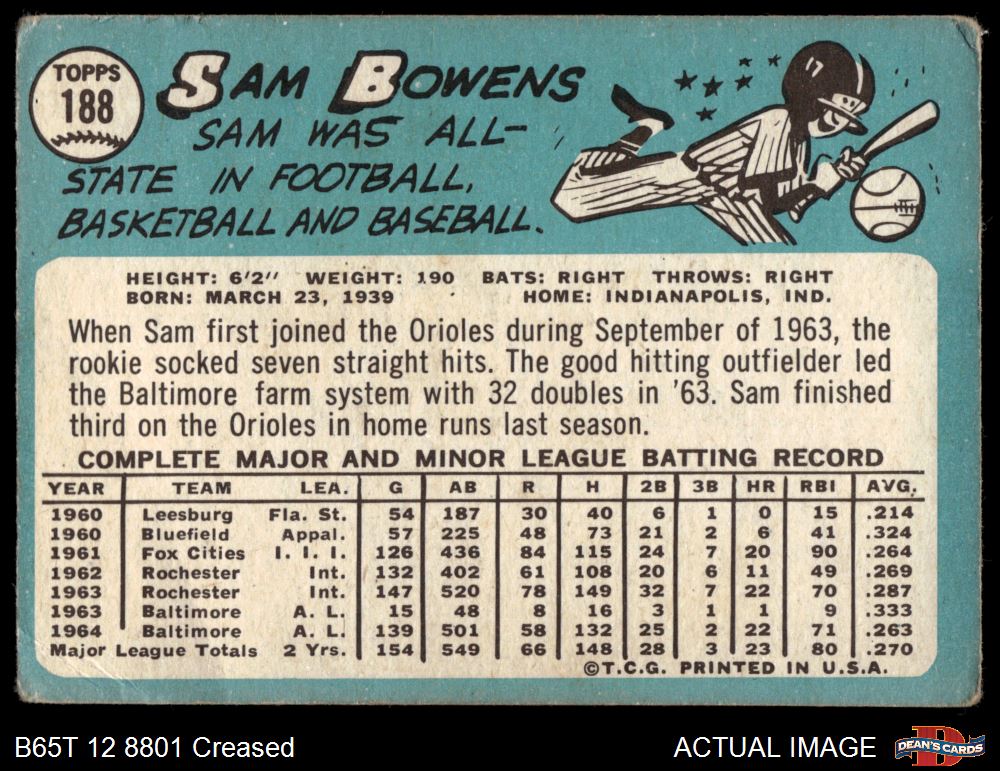 TOPPS
188
SAM BOWENS
SAM WAS ALL-
STATE IN FOOTBALL,
BASKETBALL AND BASEBALL.
17
HEIGHT: 6'2" WEIGHT: 190 BATS: RIGHT THROWS: RIGHT
BORN: MARCH 23, 1939 HOME: INDIANAPOLIS, IND.
When Sam first joined the Orioles during September of 1963, the
rookie socked seven straight hits. The good hitting outfielder led
the Baltimore farm system with 32 doubles in '63. Sam finished
third on the Orioles in home runs last season.
COMPLETE MAJOR AND MINOR LEAGUE BATTING RECORD
YEAR TEAM LEA. G AB R H 2B 3B HR RBI AVG.
1960 Leesburg Fla. St. 54 187 30 40 6 1 0 15 .214
1960 Bluefield Appal. 57 225 48 73 21 2 6 41 .324
1961 Fox Cities I. I. I. 126 436 84 115 24 7 20 90 .264
1962 Rochester Int. 132 402 61 108 20 6 11 49 .269
1963 Rochester Int. 147 520 78 149 32 7 22 70 .287
1963 Baltimore A. L. 15 48 8 16 3 1 1 9 .333
1964 Baltimore A. L. 139 501 58 132 25 2 22 71 .263
Major League Totals 2 Yrs. 154 549 66 148 28 3 23 80 .270
©T.C.G. PRINTED IN U.S.A.
B65T 12 8801 Creased
ACTUAL IMAGE
DEAN'S CARDS